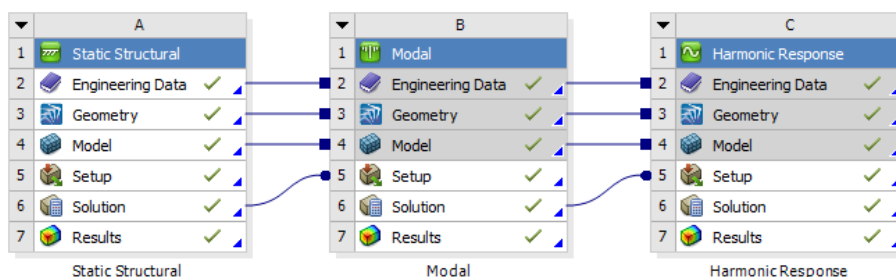 A
1 Static Structural
2 Engineering Data
3 Geometry
4 Model
5 Setup
6 Solution
7 Results
Static Structural
B
1 Modal
2 Engineering Data
3 Geometry
4 Model
5 Setup
6 Solution
7 Results
Modal
C
1 Harmonic Response
2 Engineering Data
3 Geometry
4 Model
5 Setup
6 Solution
7 Results
Harmonic Response